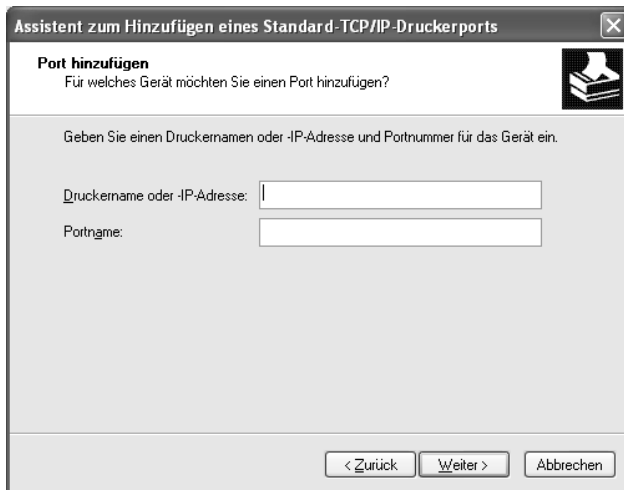 Assistent zum Hinzufügen eines Standard-TCP/IP-Druckerports
Port hinzufügen
Für welches Gerät möchten Sie einen Port hinzufügen?
Geben Sie einen Druckernamen oder -IP-Adresse und Portnummer für das Gerät ein.
Druckername oder -IP-Adresse:
Portname:
< Zurück Weiter > Abbrechen